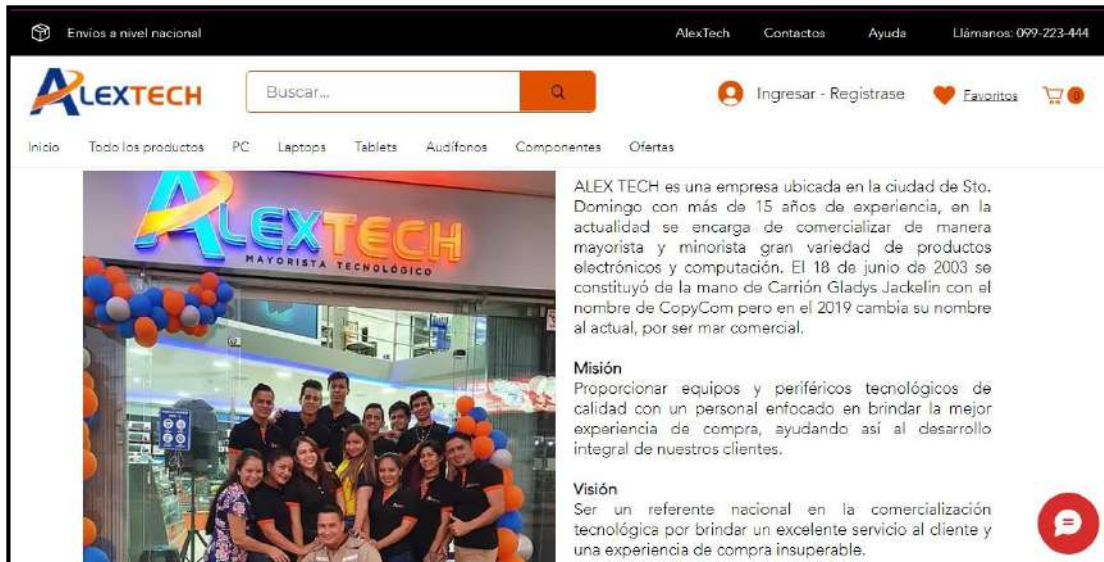 Envíos a nivel nacional
AlexTech Contactos Ayuda Llámanos: 099-223-444
ALEXTECH
Buscar...
Ingresar - Registrase
Favoritos
0
Inicio Todo los productos PC Laptops Tablets Audífonos Componentes Ofertas
ALEXTECH
MAYORISTA TECNOLÓGICO
ALEX TECH es una empresa ubicada en la ciudad de Sto.
Domingo con más de 15 años de experiencia, en la
actualidad se encarga de comercializar de manera
mayorista y minorista gran variedad de productos
electrónicos y computación. El 18 de junio de 2003 se
constituyó de la mano de Carrión Gladys Jackelin con el
nombre de CopyCom pero en el 2019 cambia su nombre
al actual, por ser mar comercial.
Misión
Proporcionar equipos y periféricos tecnológicos de
calidad con un personal enfocado en brindar la mejor
experiencia de compra, ayudando así al desarrollo
integral de nuestros clientes.
Visión
Ser un referente nacional en la comercialización
tecnológica por brindar un excelente servicio al cliente y
una experiencia de compra insuperable.